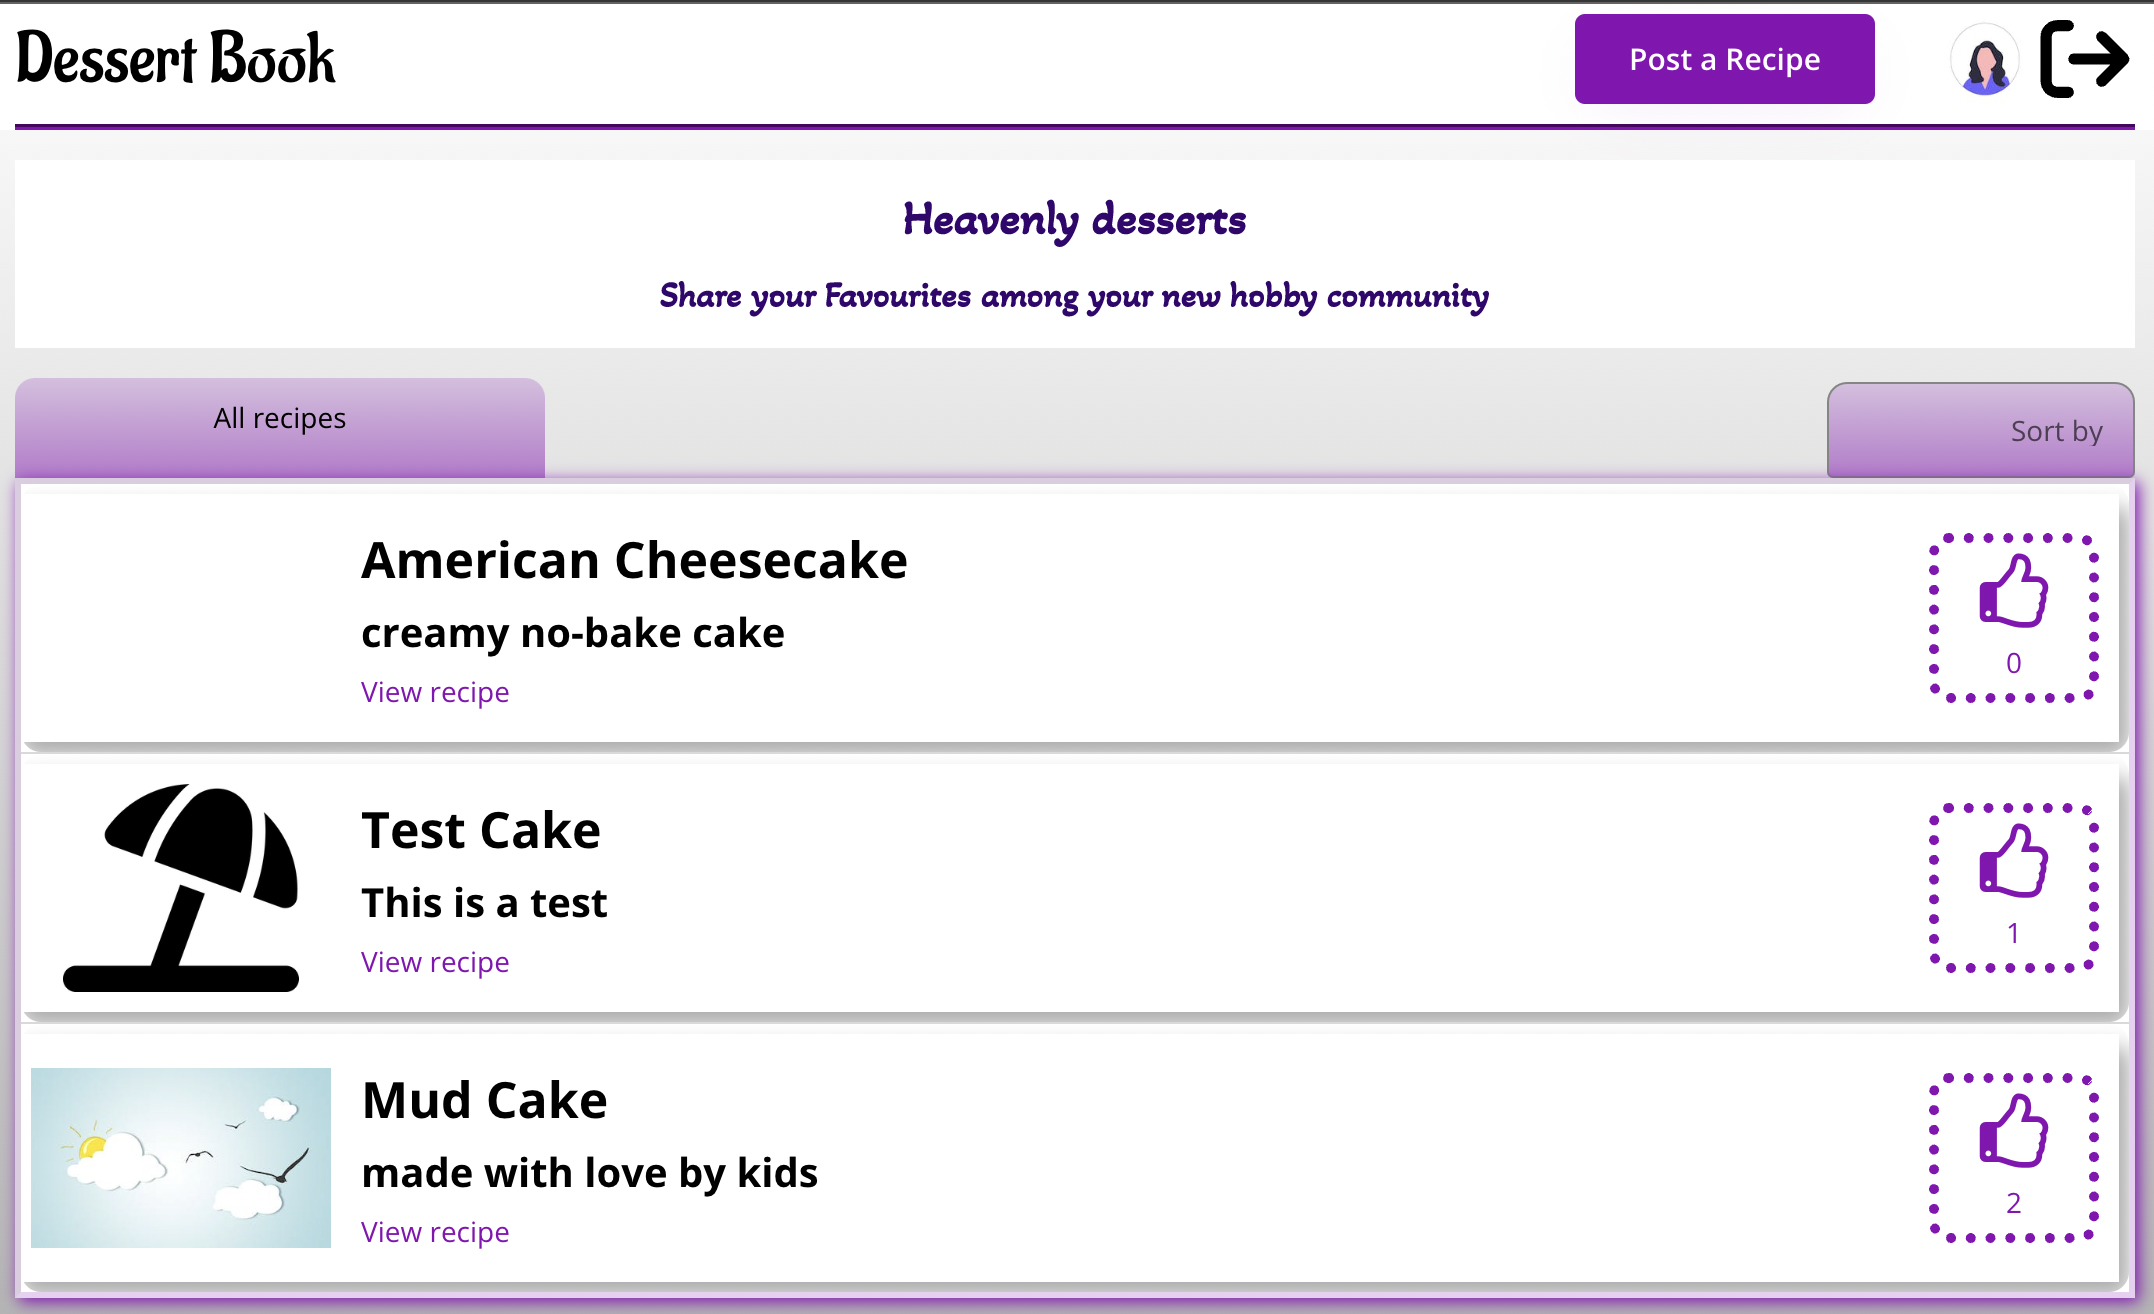 Dessert Book
Post a Recipe
Heavenly desserts
Share your Favourites among your new hobby community
All recipes
Sort by
American Cheesecake
creamy no-bake cake
View recipe
0
Test Cake
This is a test
View recipe
1
Mud Cake
made with love by kids
View recipe
2